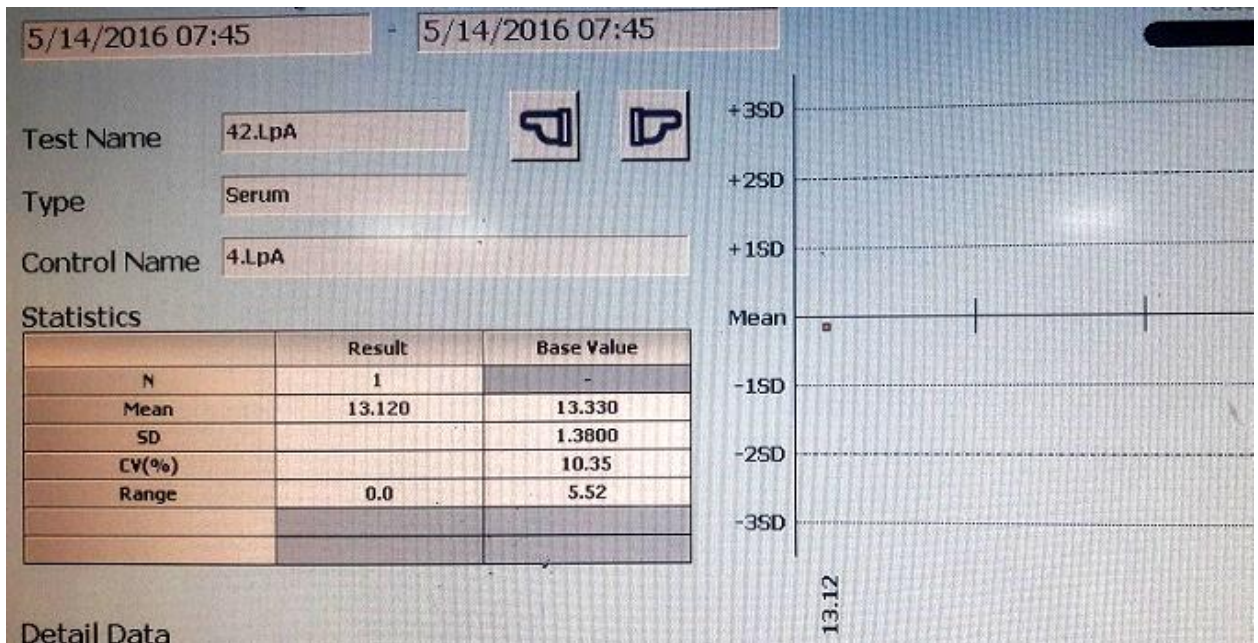 5/14/2016 07:45 - 5/14/2016 07:45
Test Name 42.LpA
Type Serum
Control Name 4.LpA
Statistics
Result Base Value
N 1 -
Mean 13.120 13.330
SD 1.3800
CV(%) 10.35
Range 0.0 5.52
Detail Data
+3SD
+2SD
+1SD
Mean
-1SD
-2SD
-3SD
13.12